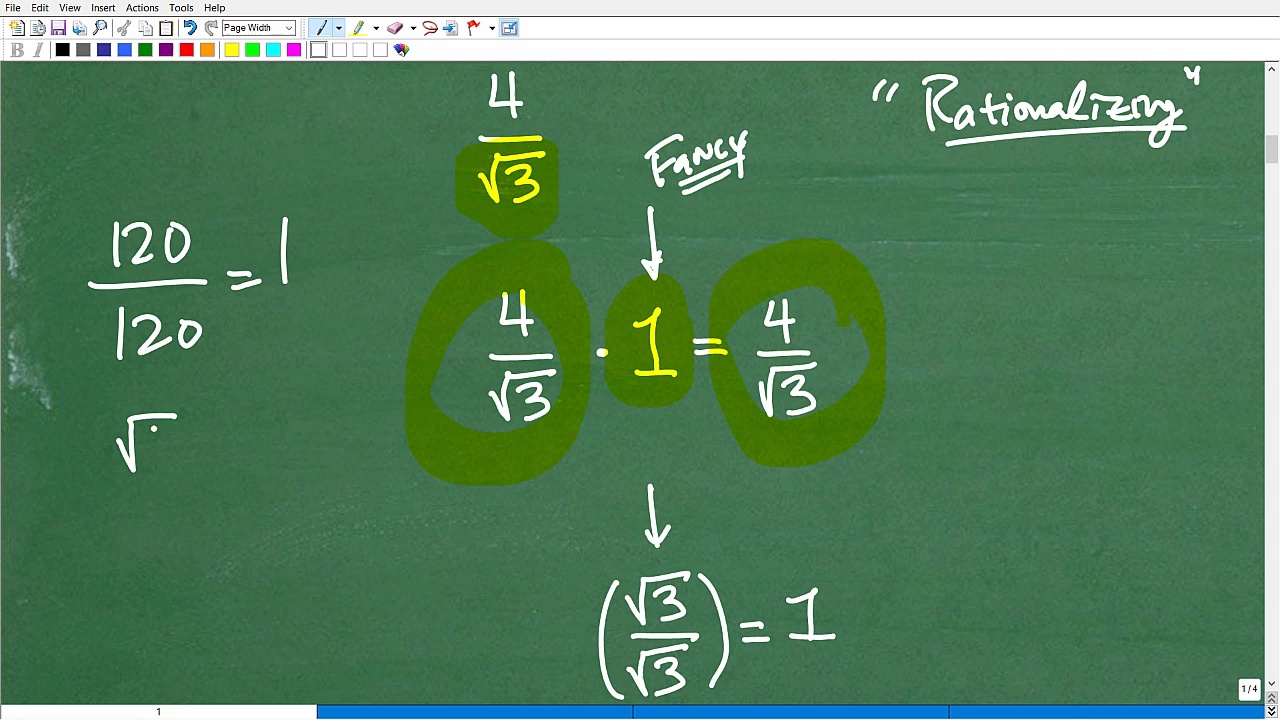 File Edit View Insert Actions Tools Help
Page Width
B I
4/√3
"Rationalizing"
Fancy
120/120 = 1
4/√3 · 1 = 4/√3
√
(√3/√3) = 1
1/4
1